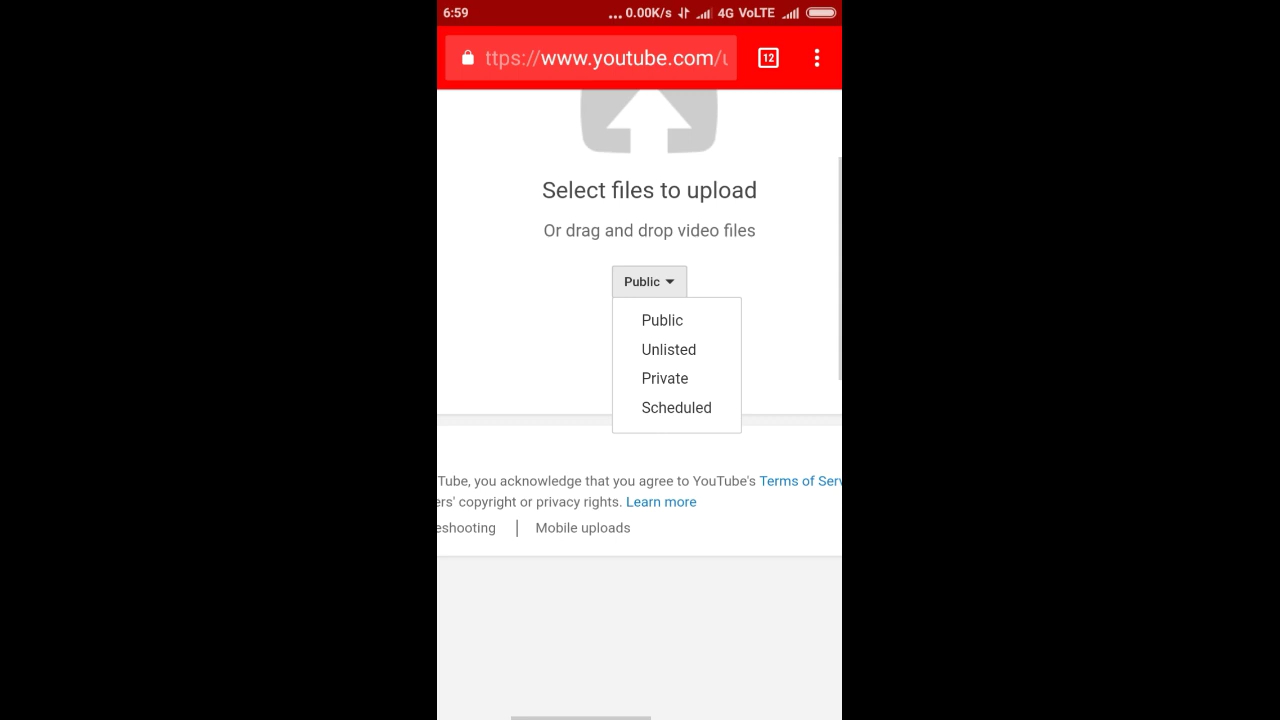 6:59 ... 0.00K/s 4G VoLTE
ttps://www.youtube.com/u 12
Select files to upload
Or drag and drop video files
Public
Public
Unlisted
Private
Scheduled
Tube, you acknowledge that you agree to YouTube's Terms of Serv
ers' copyright or privacy rights. Learn more
eshooting | Mobile uploads